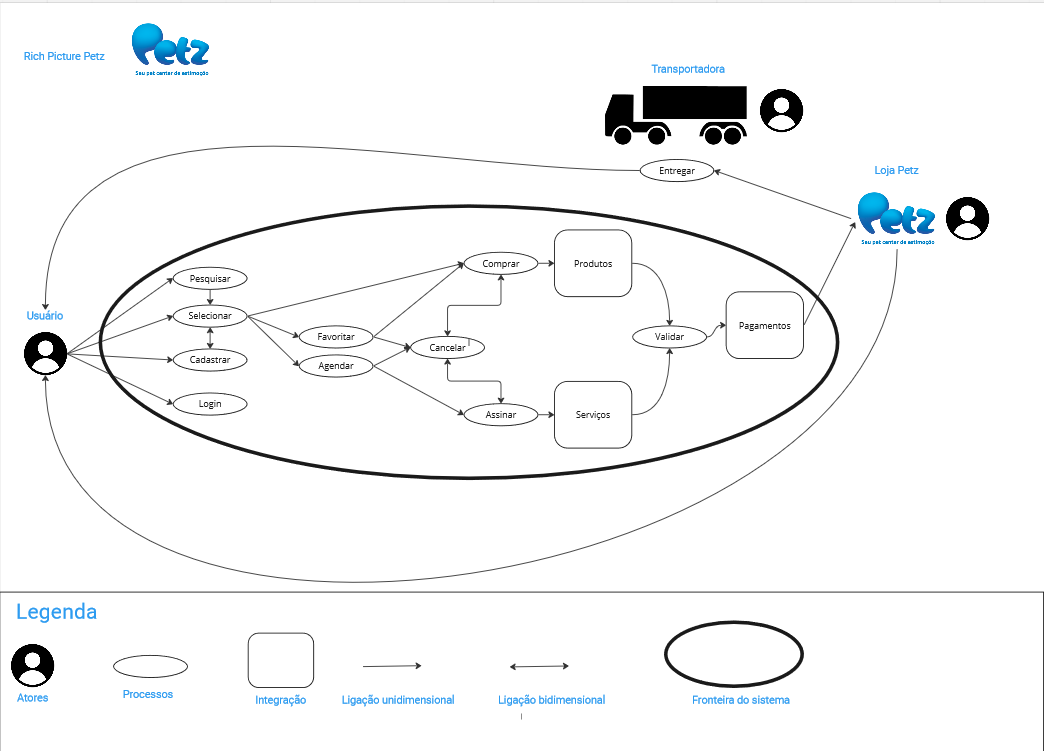 Rich Picture Petz
Petz
Seu pet center de estimação
Transportadora
Entregar
Loja Petz
Petz
Seu pet center de estimação
Usuário
Pesquisar
Selecionar
Cadastrar
Login
Favoritar
Agendar
Comprar
Cancelar
Assinar
Produtos
Serviços
Validar
Pagamentos
Legenda
Atores
Processos
Integração
Ligação unidimensional
Ligação bidimensional
Fronteira do sistema